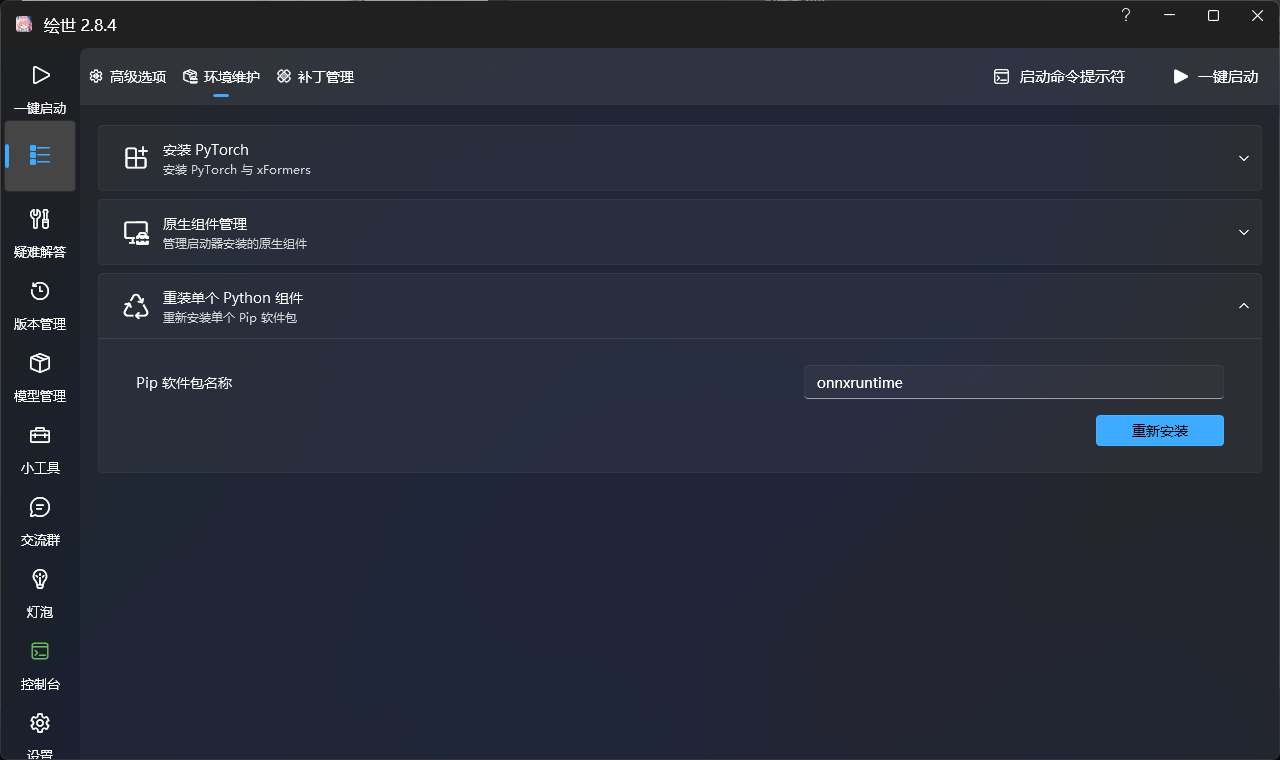 绘世 2.8.4
一键启动
疑难解答
版本管理
模型管理
小工具
交流群
灯泡
控制台
设置
高级选项
环境维护
补丁管理
启动命令提示符
一键启动
安装 PyTorch
安装 PyTorch 与 xFormers
原生组件管理
管理启动器安装的原生组件
重装单个 Python 组件
重新安装单个 Pip 软件包
Pip 软件包名称
onnxruntime
重新安装